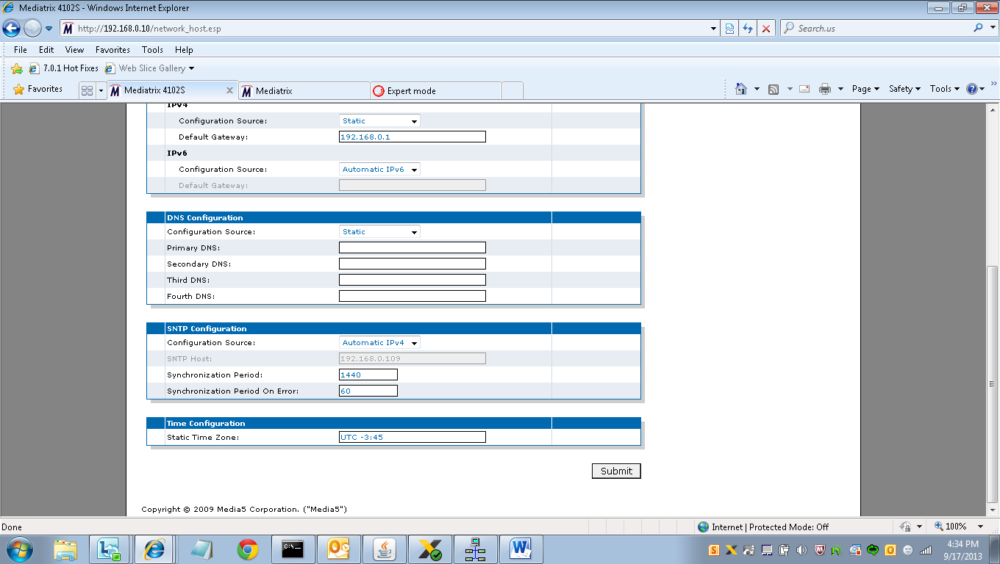 Mediatrix 4102S - Windows Internet Explorer
http://192.168.0.10/network_host.esp
Search.us
File Edit View Favorites Tools Help
7.0.1 Hot Fixes Web Slice Gallery
Favorites Mediatrix 4102S Mediatrix Expert mode Page Safety Tools
IPv4
Configuration Source: Static
Default Gateway: 192.168.0.1
IPv6
Configuration Source: Automatic IPv6
Default Gateway:
DNS Configuration
Configuration Source: Static
Primary DNS:
Secondary DNS:
Third DNS:
Fourth DNS:
SNTP Configuration
Configuration Source: Automatic IPv4
SNTP Host: 192.168.0.109
Synchronization Period: 1440
Synchronization Period On Error: 60
Time Configuration
Static Time Zone: UTC -3:45
Submit
Copyright © 2009 Media5 Corporation. ("Media5")
Done Internet | Protected Mode: Off 100%
4:34 PM
9/17/2013